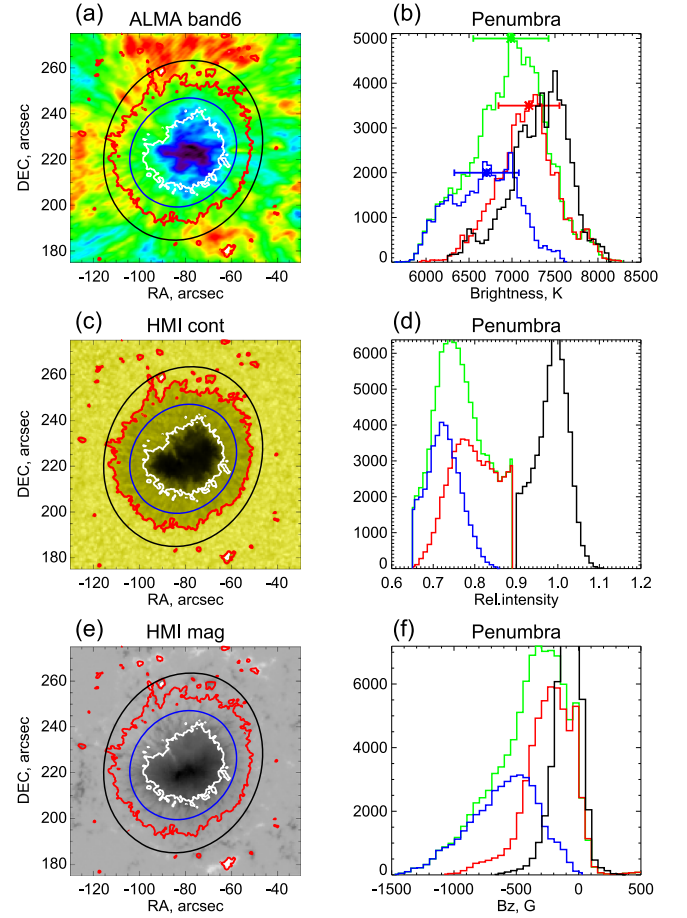 (a) ALMA band6
260
240
220
200
180
DEC, arcsec
-120 -100 -80 -60 -40
RA, arcsec
(b) Penumbra
5000
4000
3000
2000
1000
0
6000 6500 7000 7500 8000 8500
Brightness, K
(c) HMI cont
260
240
220
200
180
DEC, arcsec
-120 -100 -80 -60 -40
RA, arcsec
(d) Penumbra
6000
5000
4000
3000
2000
1000
0
0.6 0.7 0.8 0.9 1.0 1.1 1.2
Rel.intensity
(e) HMI mag
260
240
220
200
180
DEC, arcsec
-120 -100 -80 -60 -40
RA, arcsec
(f) Penumbra
6000
4000
2000
0
-1500 -1000 -500 0 500
Bz, G